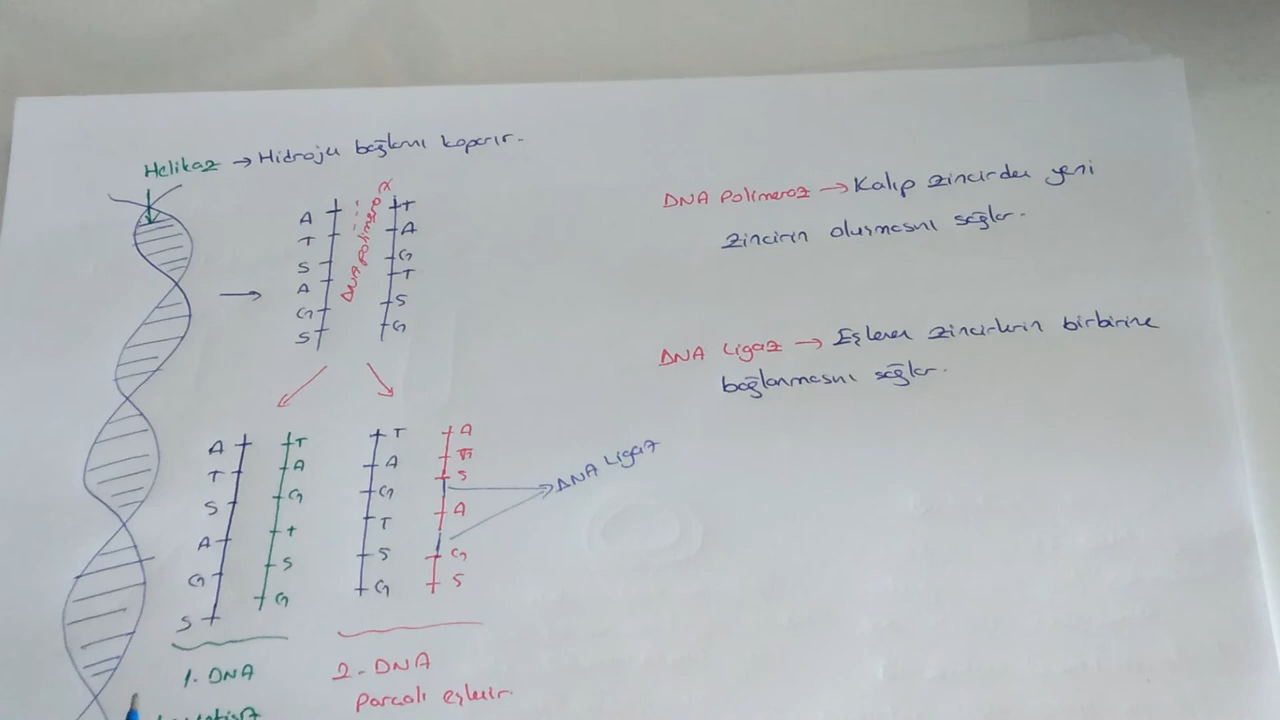 Helikaz → Hidrojen bağlarını koparır.
DNA Polimeraz → Kalıp zincirden yeni
zincirin oluşmasını sağlar.
DNA Polimeraz
A T
T A
S G
A T
G S
S G
DNA Ligaz → Eşlenen zincirlerin birbirine
bağlanmasını sağlar.
A T T A
T A A T
S G G S
A T T A
G S S G
S G G S
DNA Ligaz
1. DNA
2. DNA
Parçalı eşlenir.